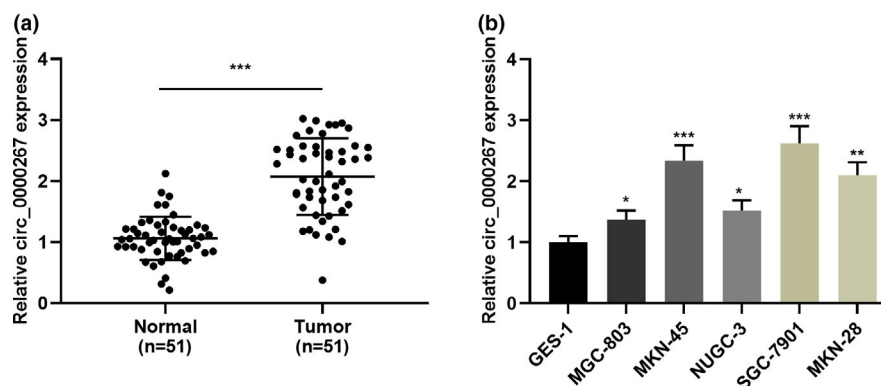 (a)
Relative circ_0000267 expression
4
3
2
1
0
***
Normal
(n=51)
Tumor
(n=51)
(b)
Relative circ_0000267 expression
4
3
2
1
0
*
***
*
***
**
GES-1
MGC-803
MKN-45
NUGC-3
SGC-7901
MKN-28